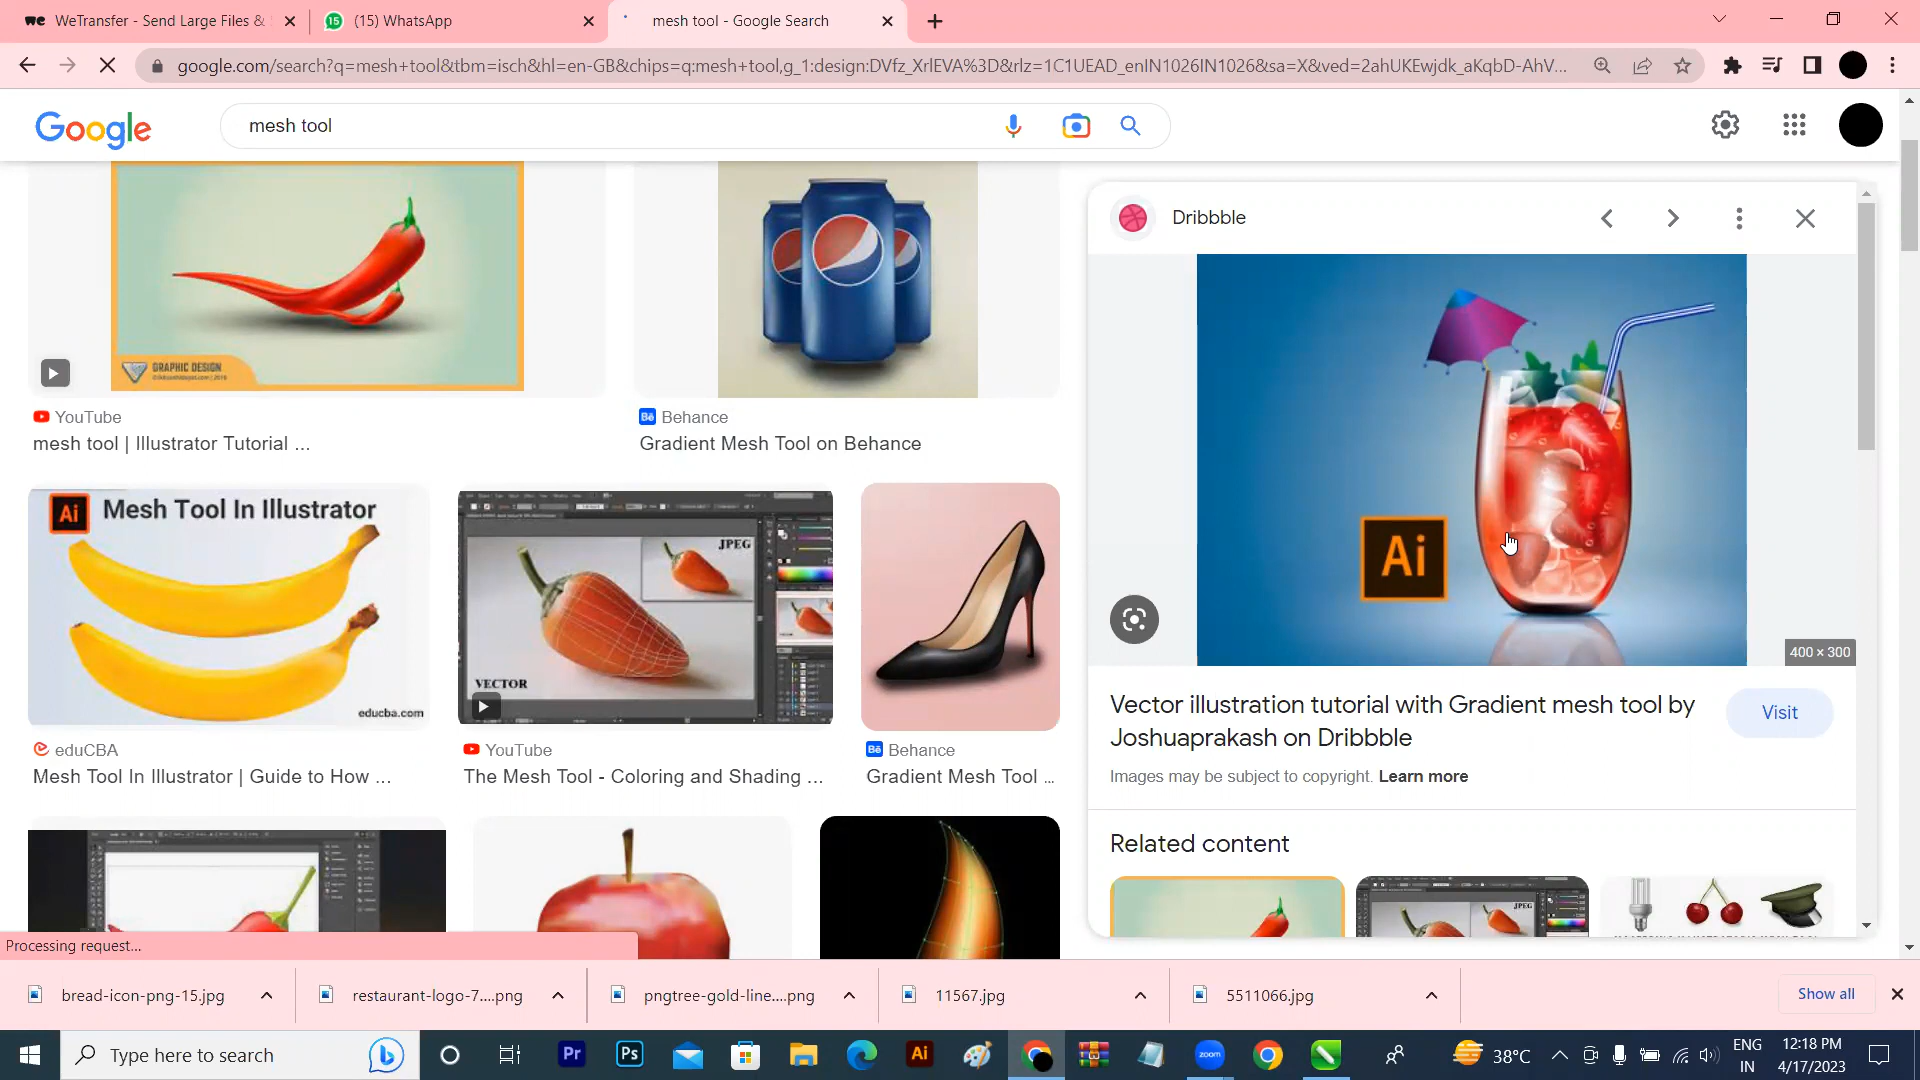 WeTransfer - Send Large Files &
(15) WhatsApp
mesh tool - Google Search
google.com/search?q=mesh+tool&tbm=isch&hl=en-GB&chips=q:mesh+tool,g_1:design:DVfz_XrlEVA%3D&rlz=1C1UEAD_enIN1026IN1026&sa=X&ved=2ahUKEwjdk_aKqbD-AhV...
Google
mesh tool
GRAPHIC DESIGN
YouTube
mesh tool | Illustrator Tutorial ...
Behance
Gradient Mesh Tool on Behance
Dribbble
Ai
400 × 300
Vector illustration tutorial with Gradient mesh tool by
Joshuaprakash on Dribbble
Visit
Images may be subject to copyright. Learn more
Related content
Ai Mesh Tool In Illustrator
educba.com
JPEG
VECTOR
eduCBA
Mesh Tool In Illustrator | Guide to How ...
YouTube
The Mesh Tool - Coloring and Shading ...
Behance
Gradient Mesh Tool ...
JPEG
Processing request...
bread-icon-png-15.jpg
restaurant-logo-7....png
pngtree-gold-line....png
11567.jpg
5511066.jpg
Show all
Type here to search
Pr
Ps
Ai
zoom
38°C
ENG
IN
12:18 PM
4/17/2023